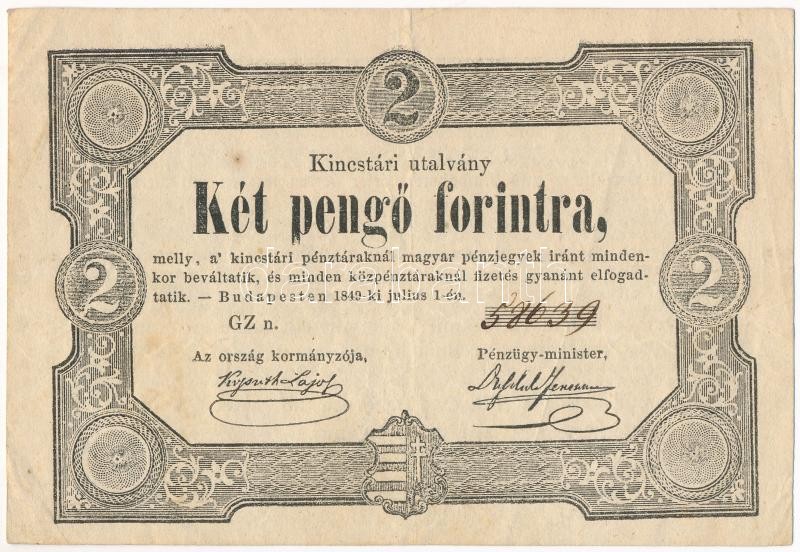 2
Kincstári utalvány
Két pengő forintra,
2
melly, a' kincstári pénztáraknál magyar pénzjegyek iránt minden-
kor beváltatik, és minden közpénztáraknál fizetés gyanánt elfogad-
tatik. — Budapesten 1849-ki julius 1-én.
2
GZ n.
58639
Az ország kormányzója,
Pénzügy-minister,
Kossuth Lajos
Duschek Ferencz